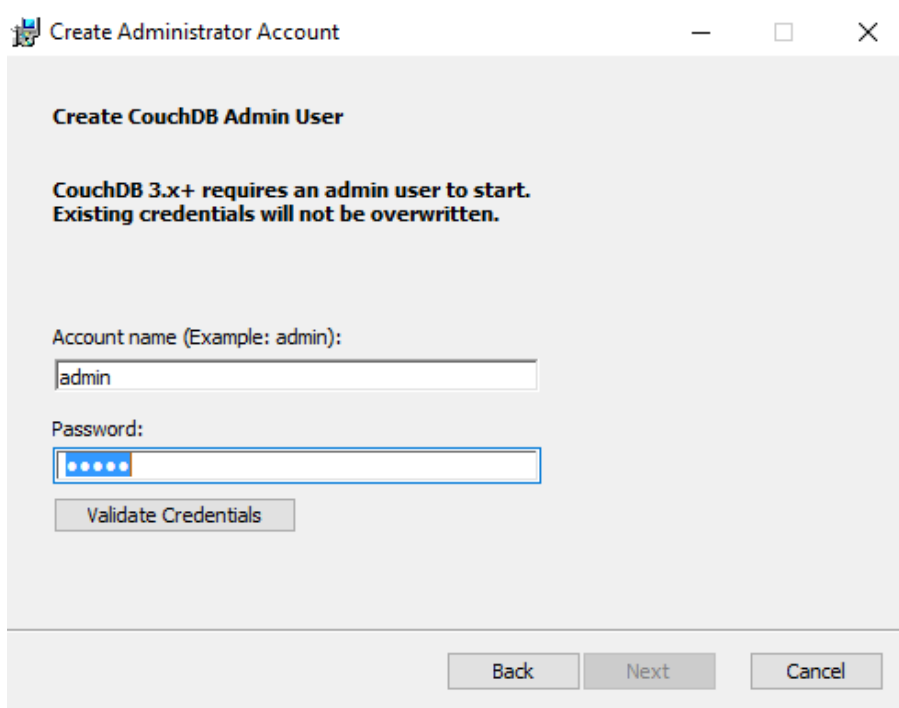 Create Administrator Account
Create CouchDB Admin User
CouchDB 3.x+ requires an admin user to start.
Existing credentials will not be overwritten.
Account name (Example: admin):
admin
Password:
•••••
Validate Credentials
Back Next Cancel